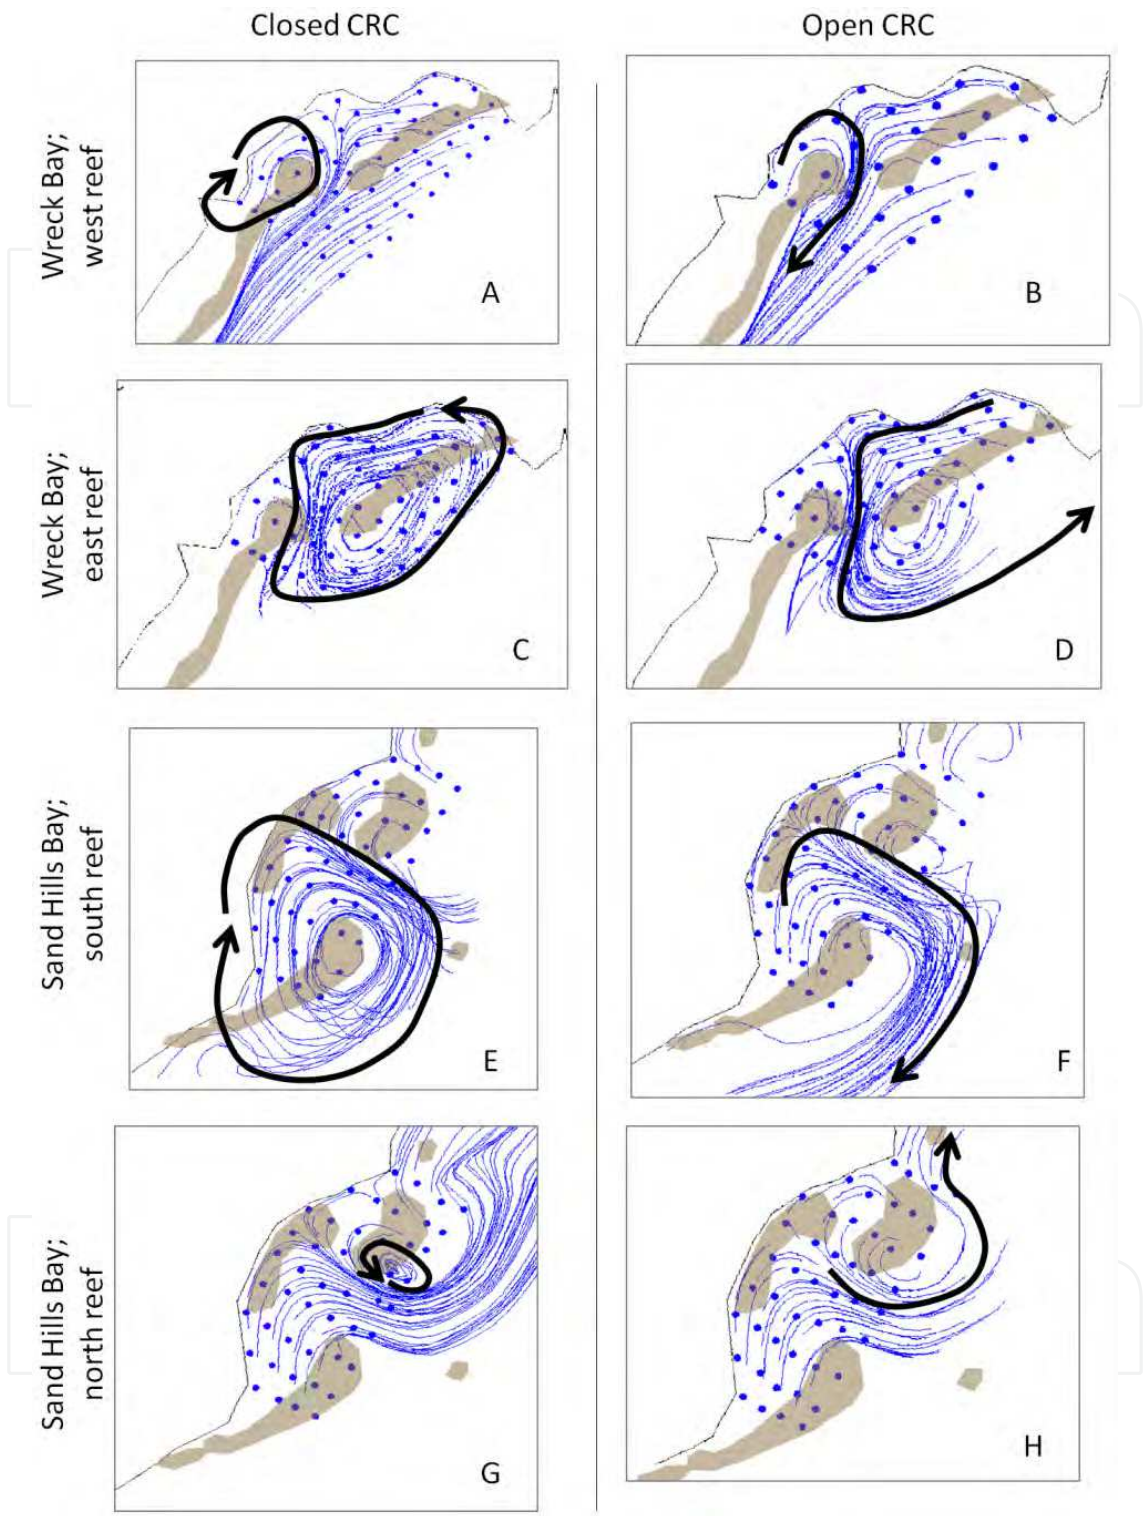 Closed CRC
Open CRC
Wreck Bay;
west reef
A
B
Wreck Bay;
east reef
C
D
Sand Hills Bay;
south reef
E
F
Sand Hills Bay;
north reef
G
H